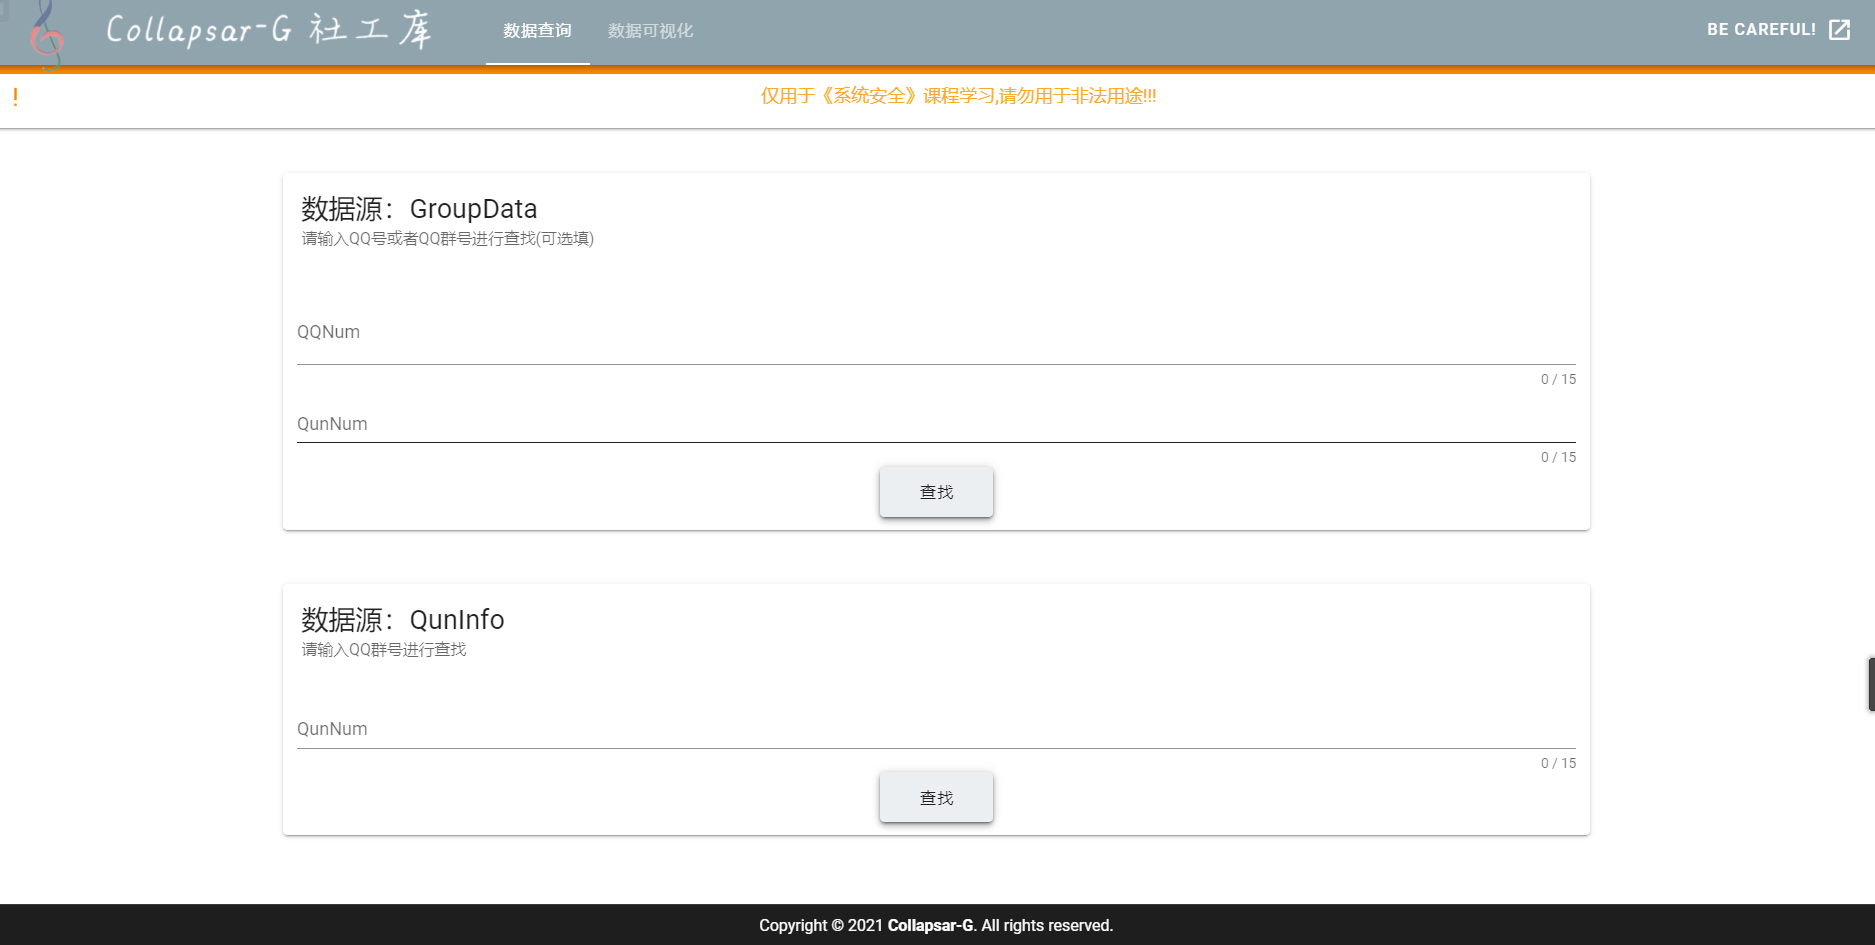 Collapsar-G 社工库
数据查询
数据可视化
BE CAREFUL!
!
仅用于《系统安全》课程学习,请勿用于非法用途!!!
数据源：GroupData
请输入QQ号或者QQ群号进行查找(可选填)
QQNum
0 / 15
QunNum
0 / 15
查找
数据源：QunInfo
请输入QQ群号进行查找
QunNum
0 / 15
查找
Copyright © 2021 Collapsar-G. All rights reserved.